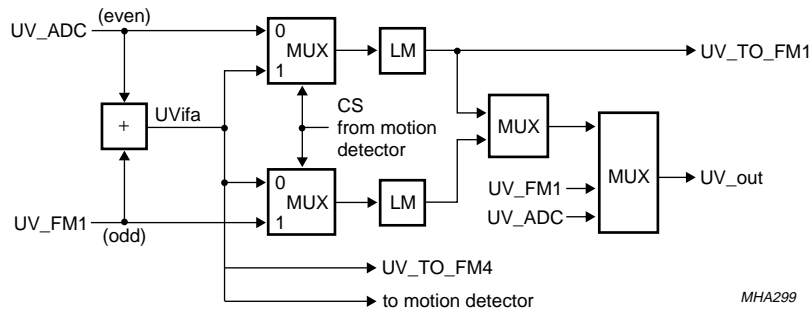 UV_ADC
(even)
0
MUX
1
LM
UV_TO_FM1
+
UVifa
CS
from motion
detector
MUX
MUX
UV_out
0
MUX
1
LM
UV_FM1
UV_ADC
UV_FM1
(odd)
UV_TO_FM4
to motion detector
MHA299